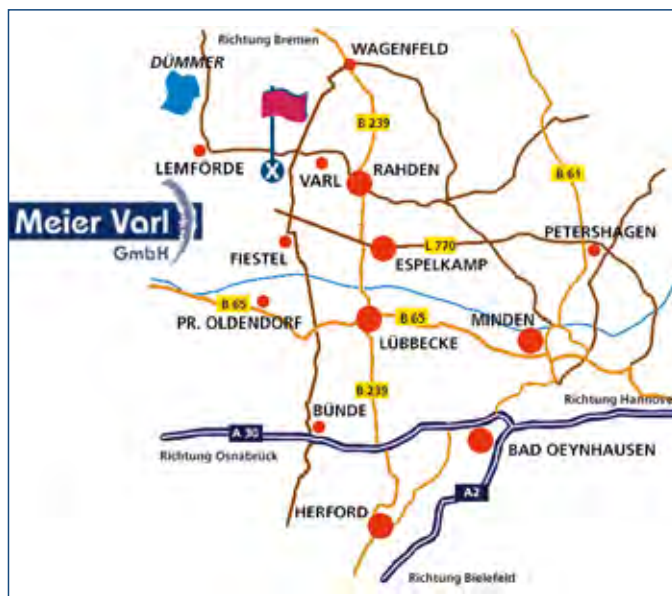 Richtung Bremen
WAGENFELD
DÜMMER
B 239
LEMFÖRDE
X
VARL
RAHDEN
B 61
Meier Varl
GmbH
FIESTEL
L 770
PETERSHAGEN
ESPELKAMP
B 65
PR. OLDENDORF
B 65
MINDEN
LÜBBECKE
B 239
Richtung Hannove
BÜNDE
A 30
Richtung Osnabrück
BAD OEYNHAUSEN
A2
HERFORD
Richtung Bielefeld